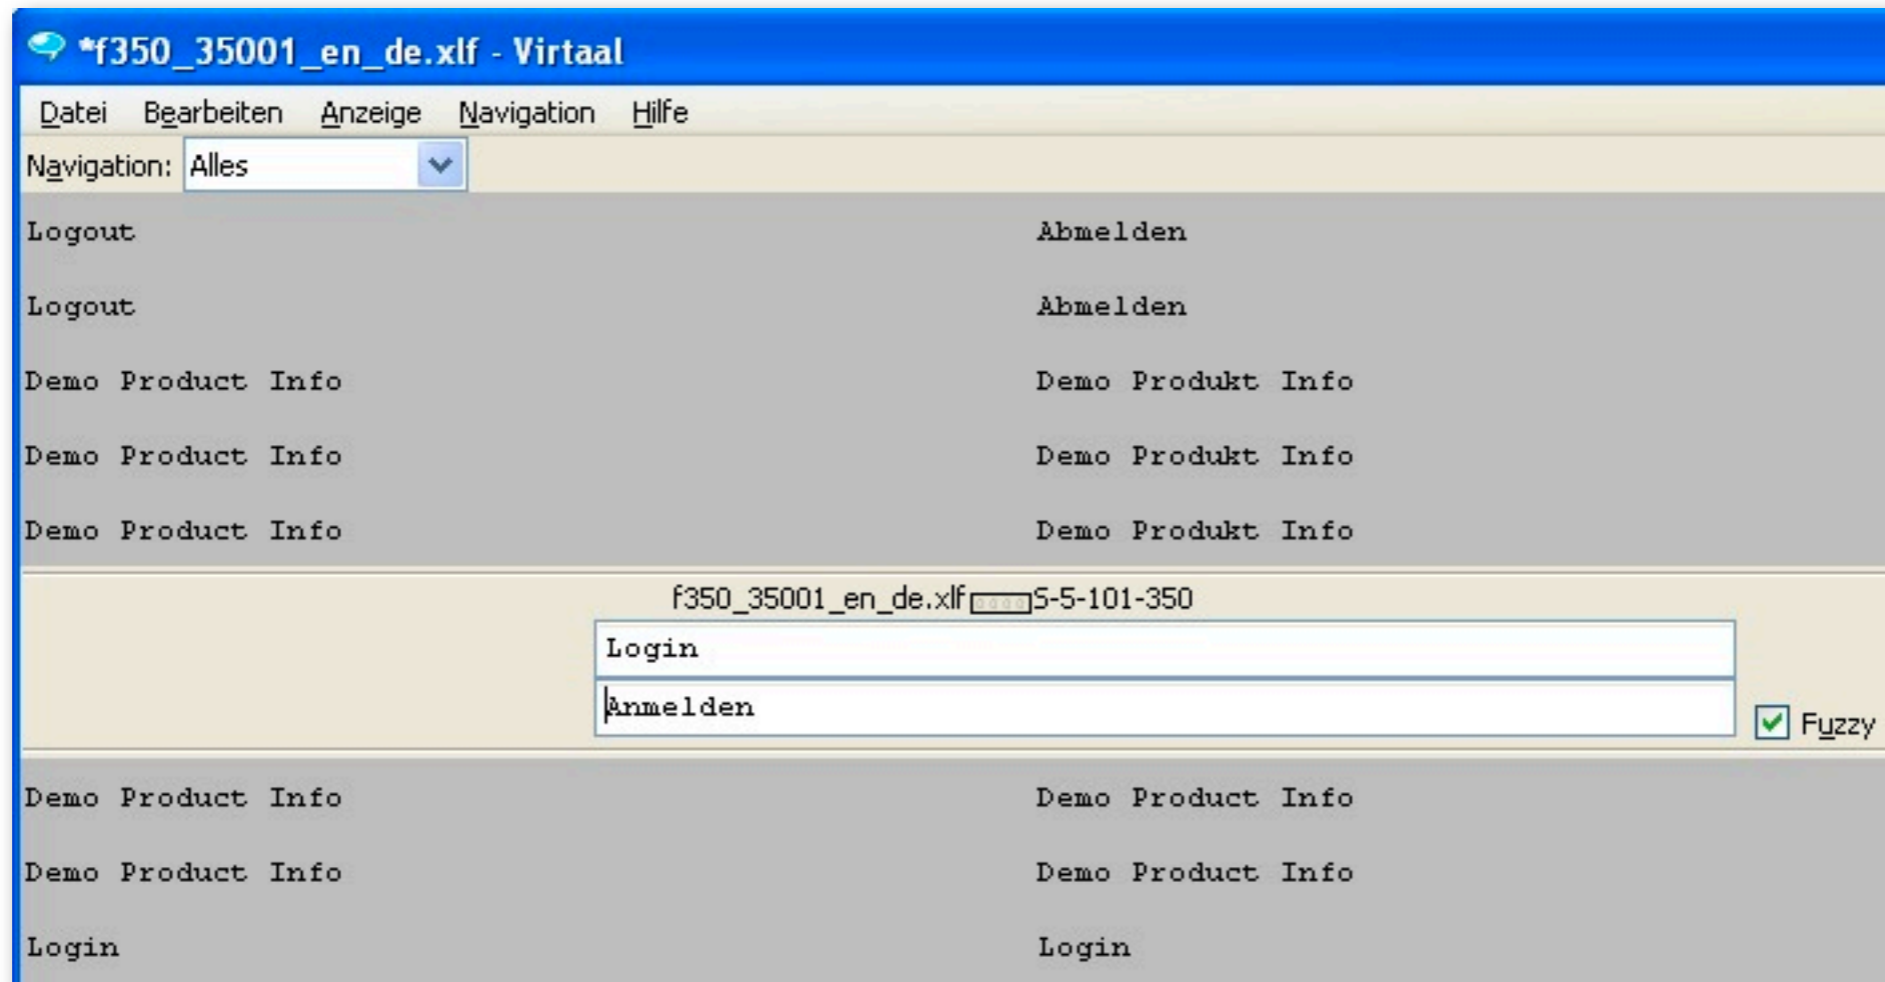 *f350_35001_en_de.xlf - Virtaal
Datei Bearbeiten Anzeige Navigation Hilfe
Navigation: Alles
Logout Abmelden
Logout Abmelden
Demo Product Info Demo Produkt Info
Demo Product Info Demo Produkt Info
Demo Product Info Demo Produkt Info
f350_35001_en_de.xlf S-5-101-350
Login
Anmelden
Fuzzy
Demo Product Info Demo Product Info
Demo Product Info Demo Product Info
Login Login